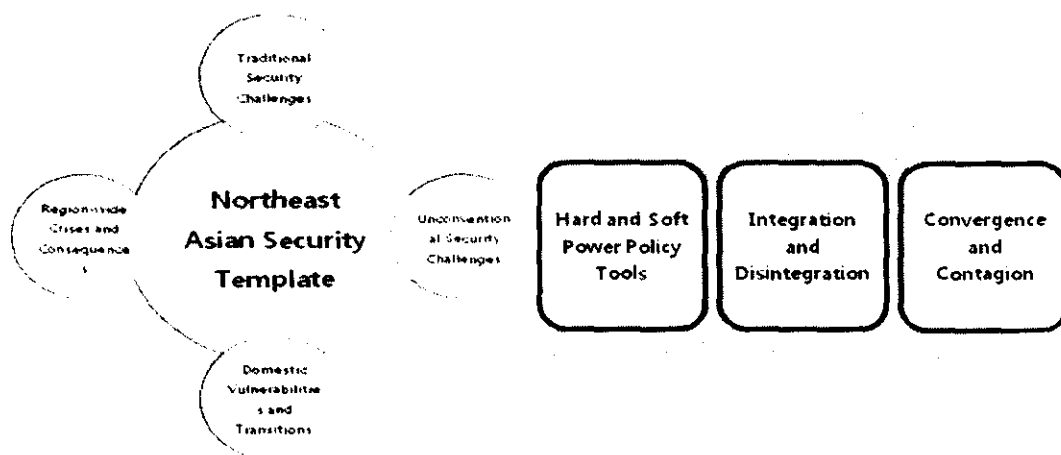 Traditional
Security
Challenges
Northeast
Asian Security
Template
Region-wide
Crises and
Consequence
s
Unconvention
al Security
Challenges
Domestic
Vulnerabilitie
s and
Transitions
Hard and Soft
Power Policy
Tools
Integration
and
Disintegration
Convergence
and
Contagion